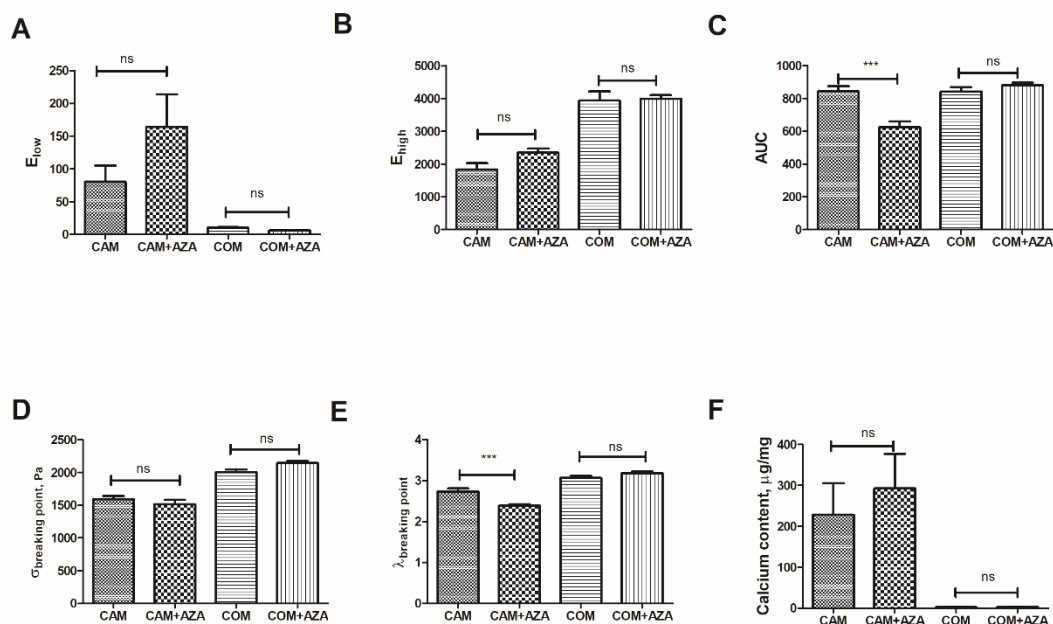 A
ns
E low
250
200
150
100
50
0
CAM CAM+AZA COM COM+AZA
ns
B
ns
ns
E high
5000
4000
3000
2000
1000
0
CAM CAM+AZA COM COM+AZA
C
*** ns
AUC
1000
800
600
400
200
0
CAM CAM+AZA COM COM+AZA
D
ns
ns
σ breaking point, Pa
2500
2000
1500
1000
500
0
CAM CAM+AZA COM COM+AZA
E
*** ns
λ breaking point
4
3
2
1
0
CAM CAM+AZA COM COM+AZA
F
ns
ns
Calcium content, μg/mg
400
300
200
100
0
CAM CAM+AZA COM COM+AZA